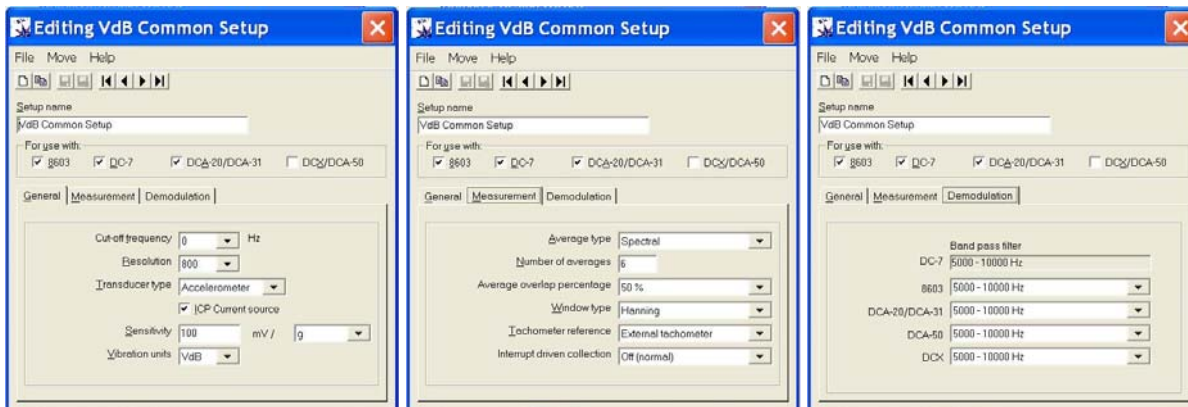 Editing VdB Common Setup
File Move Help
Setup name
VdB Common Setup
For use with:
8603 DC-7 DCA-20/DCA-31 DCX/DCA-50
General Measurement Demodulation
Cut-off frequency 0 Hz
Resolution 800
Transducer type Accelerometer
ICP Current source
Sensitivity 100 mV / g
Vibration units VdB
Editing VdB Common Setup
File Move Help
Setup name
VdB Common Setup
For use with:
8603 DC-7 DCA-20/DCA-31 DCX/DCA-50
General Measurement Demodulation
Average type Spectral
Number of averages 6
Average overlap percentage 50 %
Window type Hanning
Tachometer reference External tachometer
Interrupt driven collection Off (normal)
Editing VdB Common Setup
File Move Help
Setup name
VdB Common Setup
For use with:
8603 DC-7 DCA-20/DCA-31 DCX/DCA-50
General Measurement Demodulation
Band pass filter
DC-7 5000 - 10000 Hz
8603 5000 - 10000 Hz
DCA-20/DCA-31 5000 - 10000 Hz
DCA-50 5000 - 10000 Hz
DCX 5000 - 10000 Hz